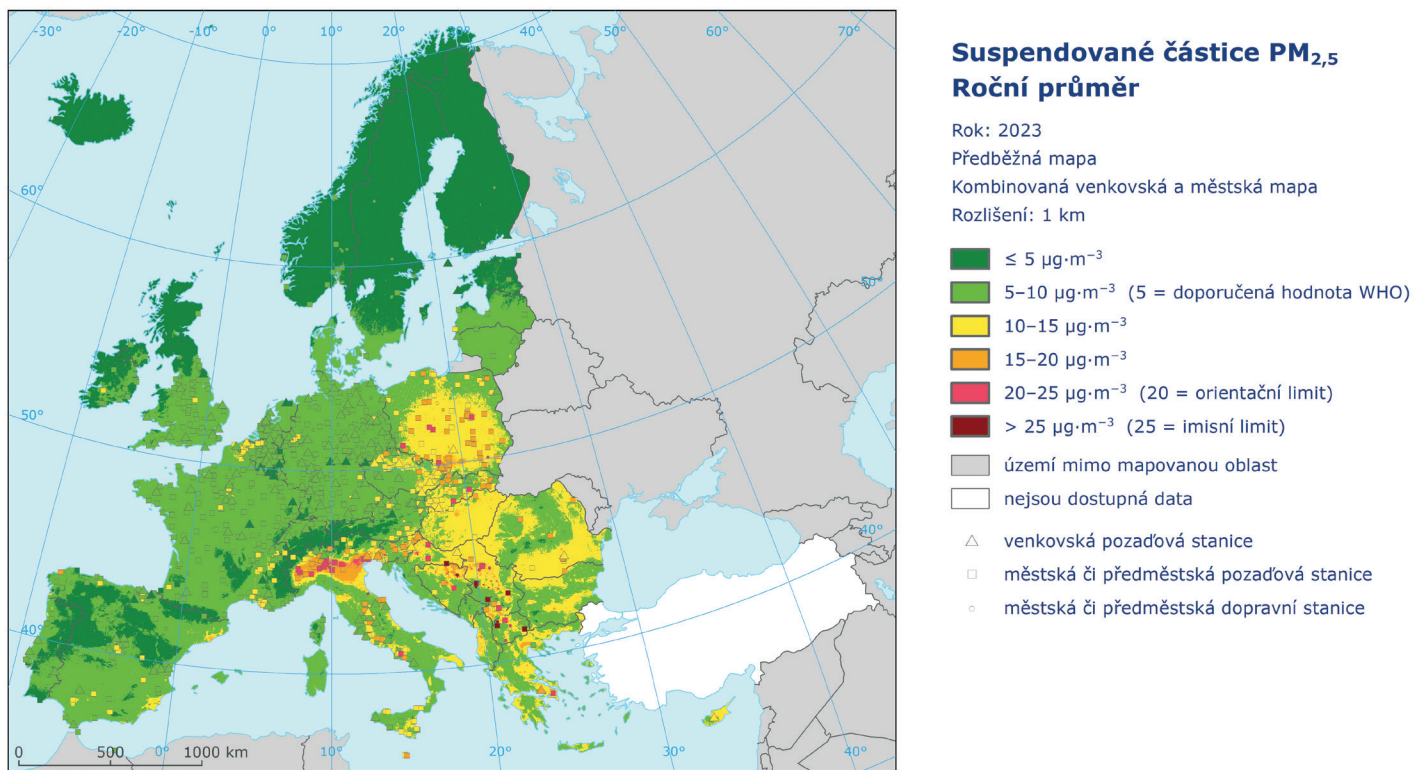 -30°
-20°
-10°
0°
10°
20°
30°
40°
50°
60°
70°
60°
50°
40°
50°
40°
0
500
1000 km
0°
10°
20°
30°
40°
Suspendované částice PM₂,₅
Roční průměr
Rok: 2023
Předběžná mapa
Kombinovaná venkovská a městská mapa
Rozlišení: 1 km
≤ 5 µg·m⁻³
5–10 µg·m⁻³ (5 = doporučená hodnota WHO)
10–15 µg·m⁻³
15–20 µg·m⁻³
20–25 µg·m⁻³ (20 = orientační limit)
> 25 µg·m⁻³ (25 = imisní limit)
území mimo mapovanou oblast
nejsou dostupná data
venkovská pozaďová stanice
městská či předměstská pozaďová stanice
městská či předměstská dopravní stanice